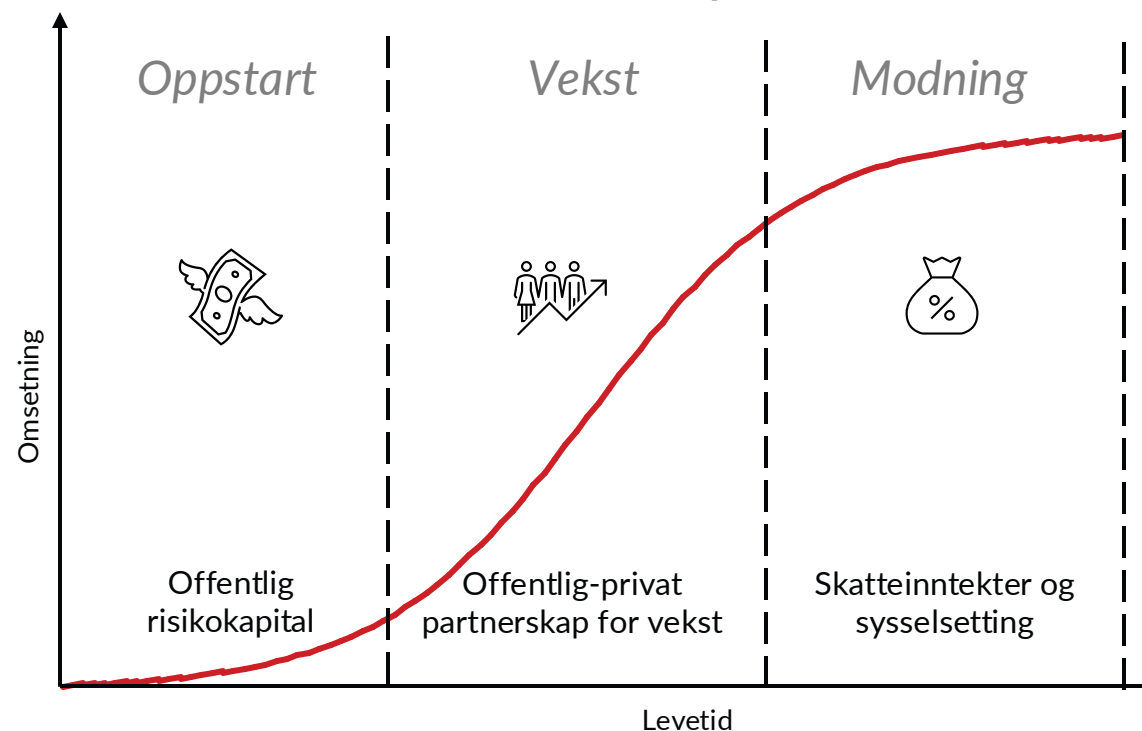 Oppstart
Vekst
Modning
Omsetning
Offentlig
risikokapital
Offentlig-privat
partnerskap for vekst
Skatteinntekter og
sysselsetting
Levetid
%